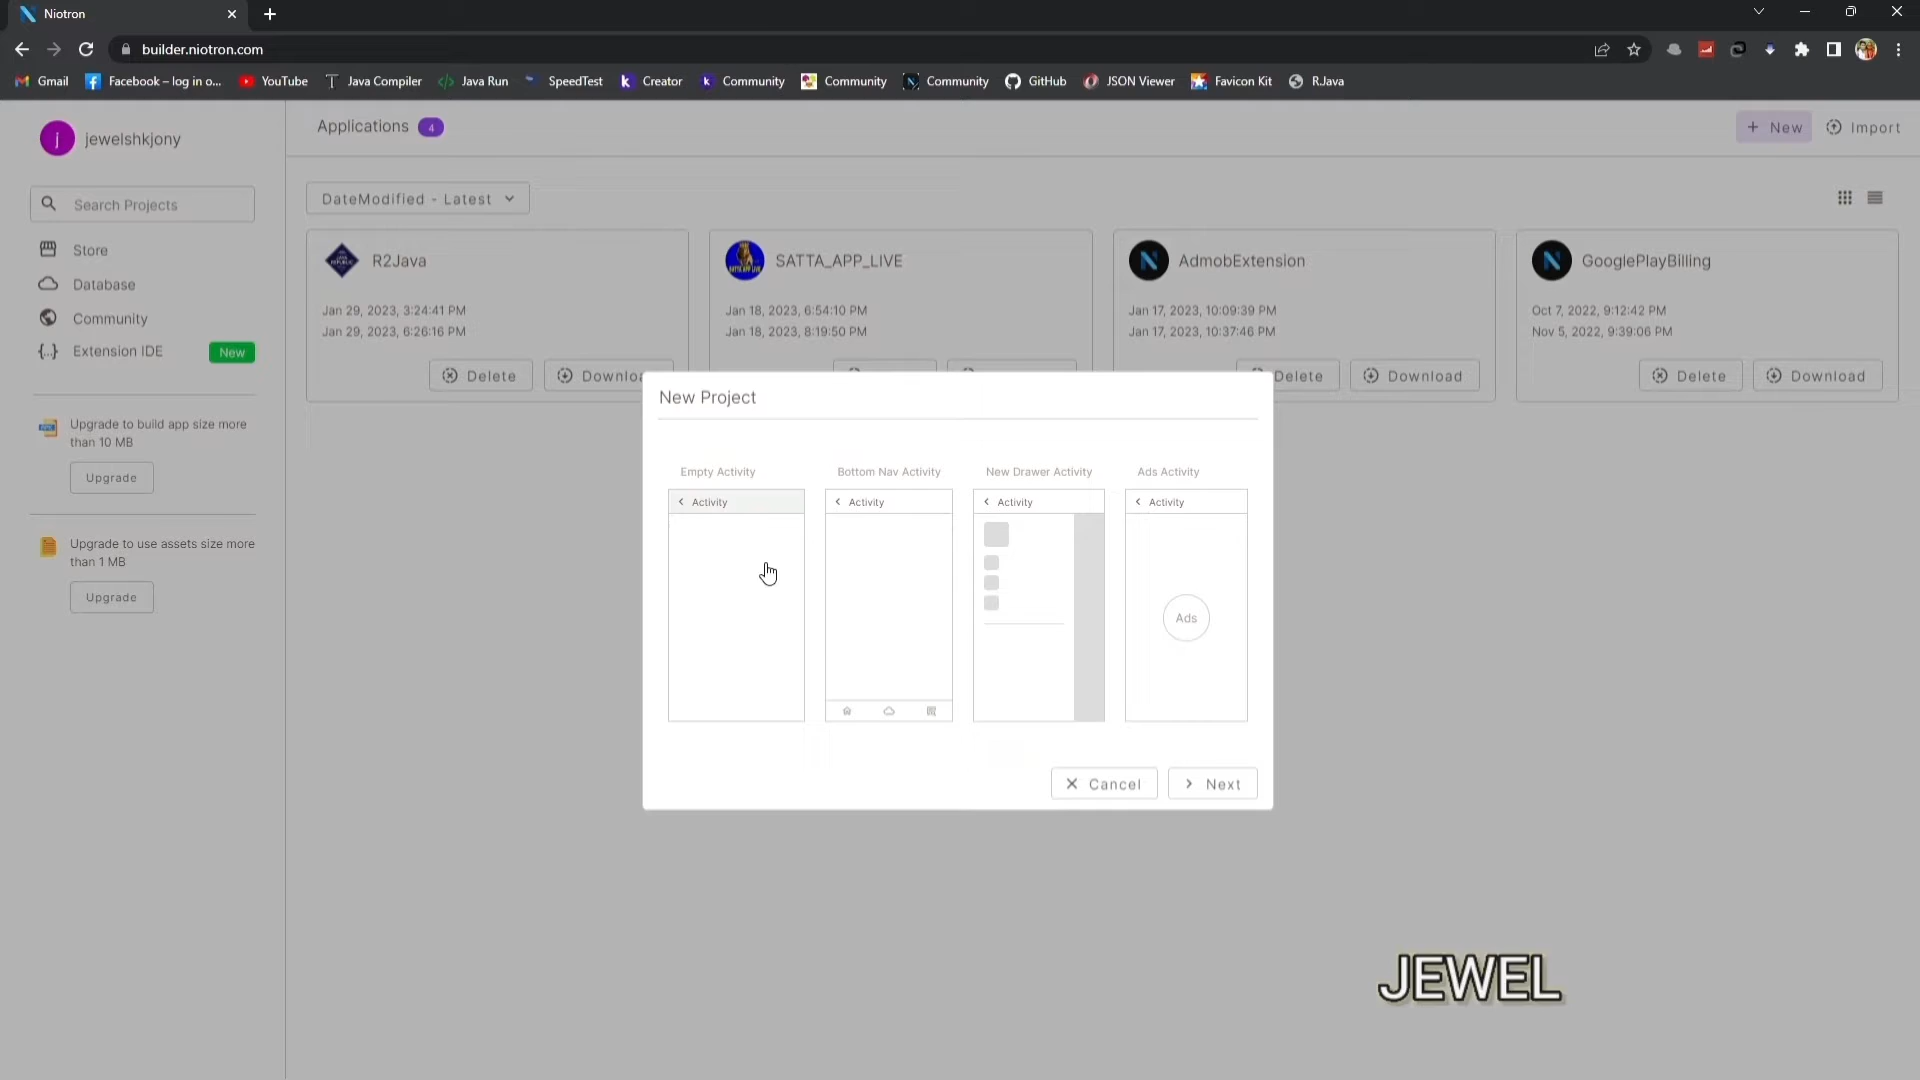 Niotron
builder.niotron.com
Gmail
Facebook – log in o...
YouTube
Java Compiler
Java Run
SpeedTest
Creator
Community
Community
Community
GitHub
JSON Viewer
Favicon Kit
RJava
j
jewelshkjony
Applications 4
+ New
Import
Search Projects
DateModified - Latest
Store
Database
Community
{...} Extension IDE New
Upgrade to build app size more
than 10 MB
Upgrade
Upgrade to use assets size more
than 1 MB
Upgrade
R2Java
Jan 29, 2023, 3:24:41 PM
Jan 29, 2023, 6:26:16 PM
Delete
SATTA_APP_LIVE
Jan 18, 2023, 6:54:10 PM
Jan 18, 2023, 8:19:50 PM
AdmobExtension
Jan 17, 2023, 10:09:39 PM
Jan 17, 2023, 10:37:46 PM
Delete
Download
GooglePlayBilling
Oct 7, 2022, 9:12:42 PM
Nov 5, 2022, 9:39:06 PM
Delete
Download
New Project
Empty Activity
Bottom Nav Activity
New Drawer Activity
Ads Activity
Activity
Activity
Activity
Activity
Ads
Cancel
Next
JEWEL